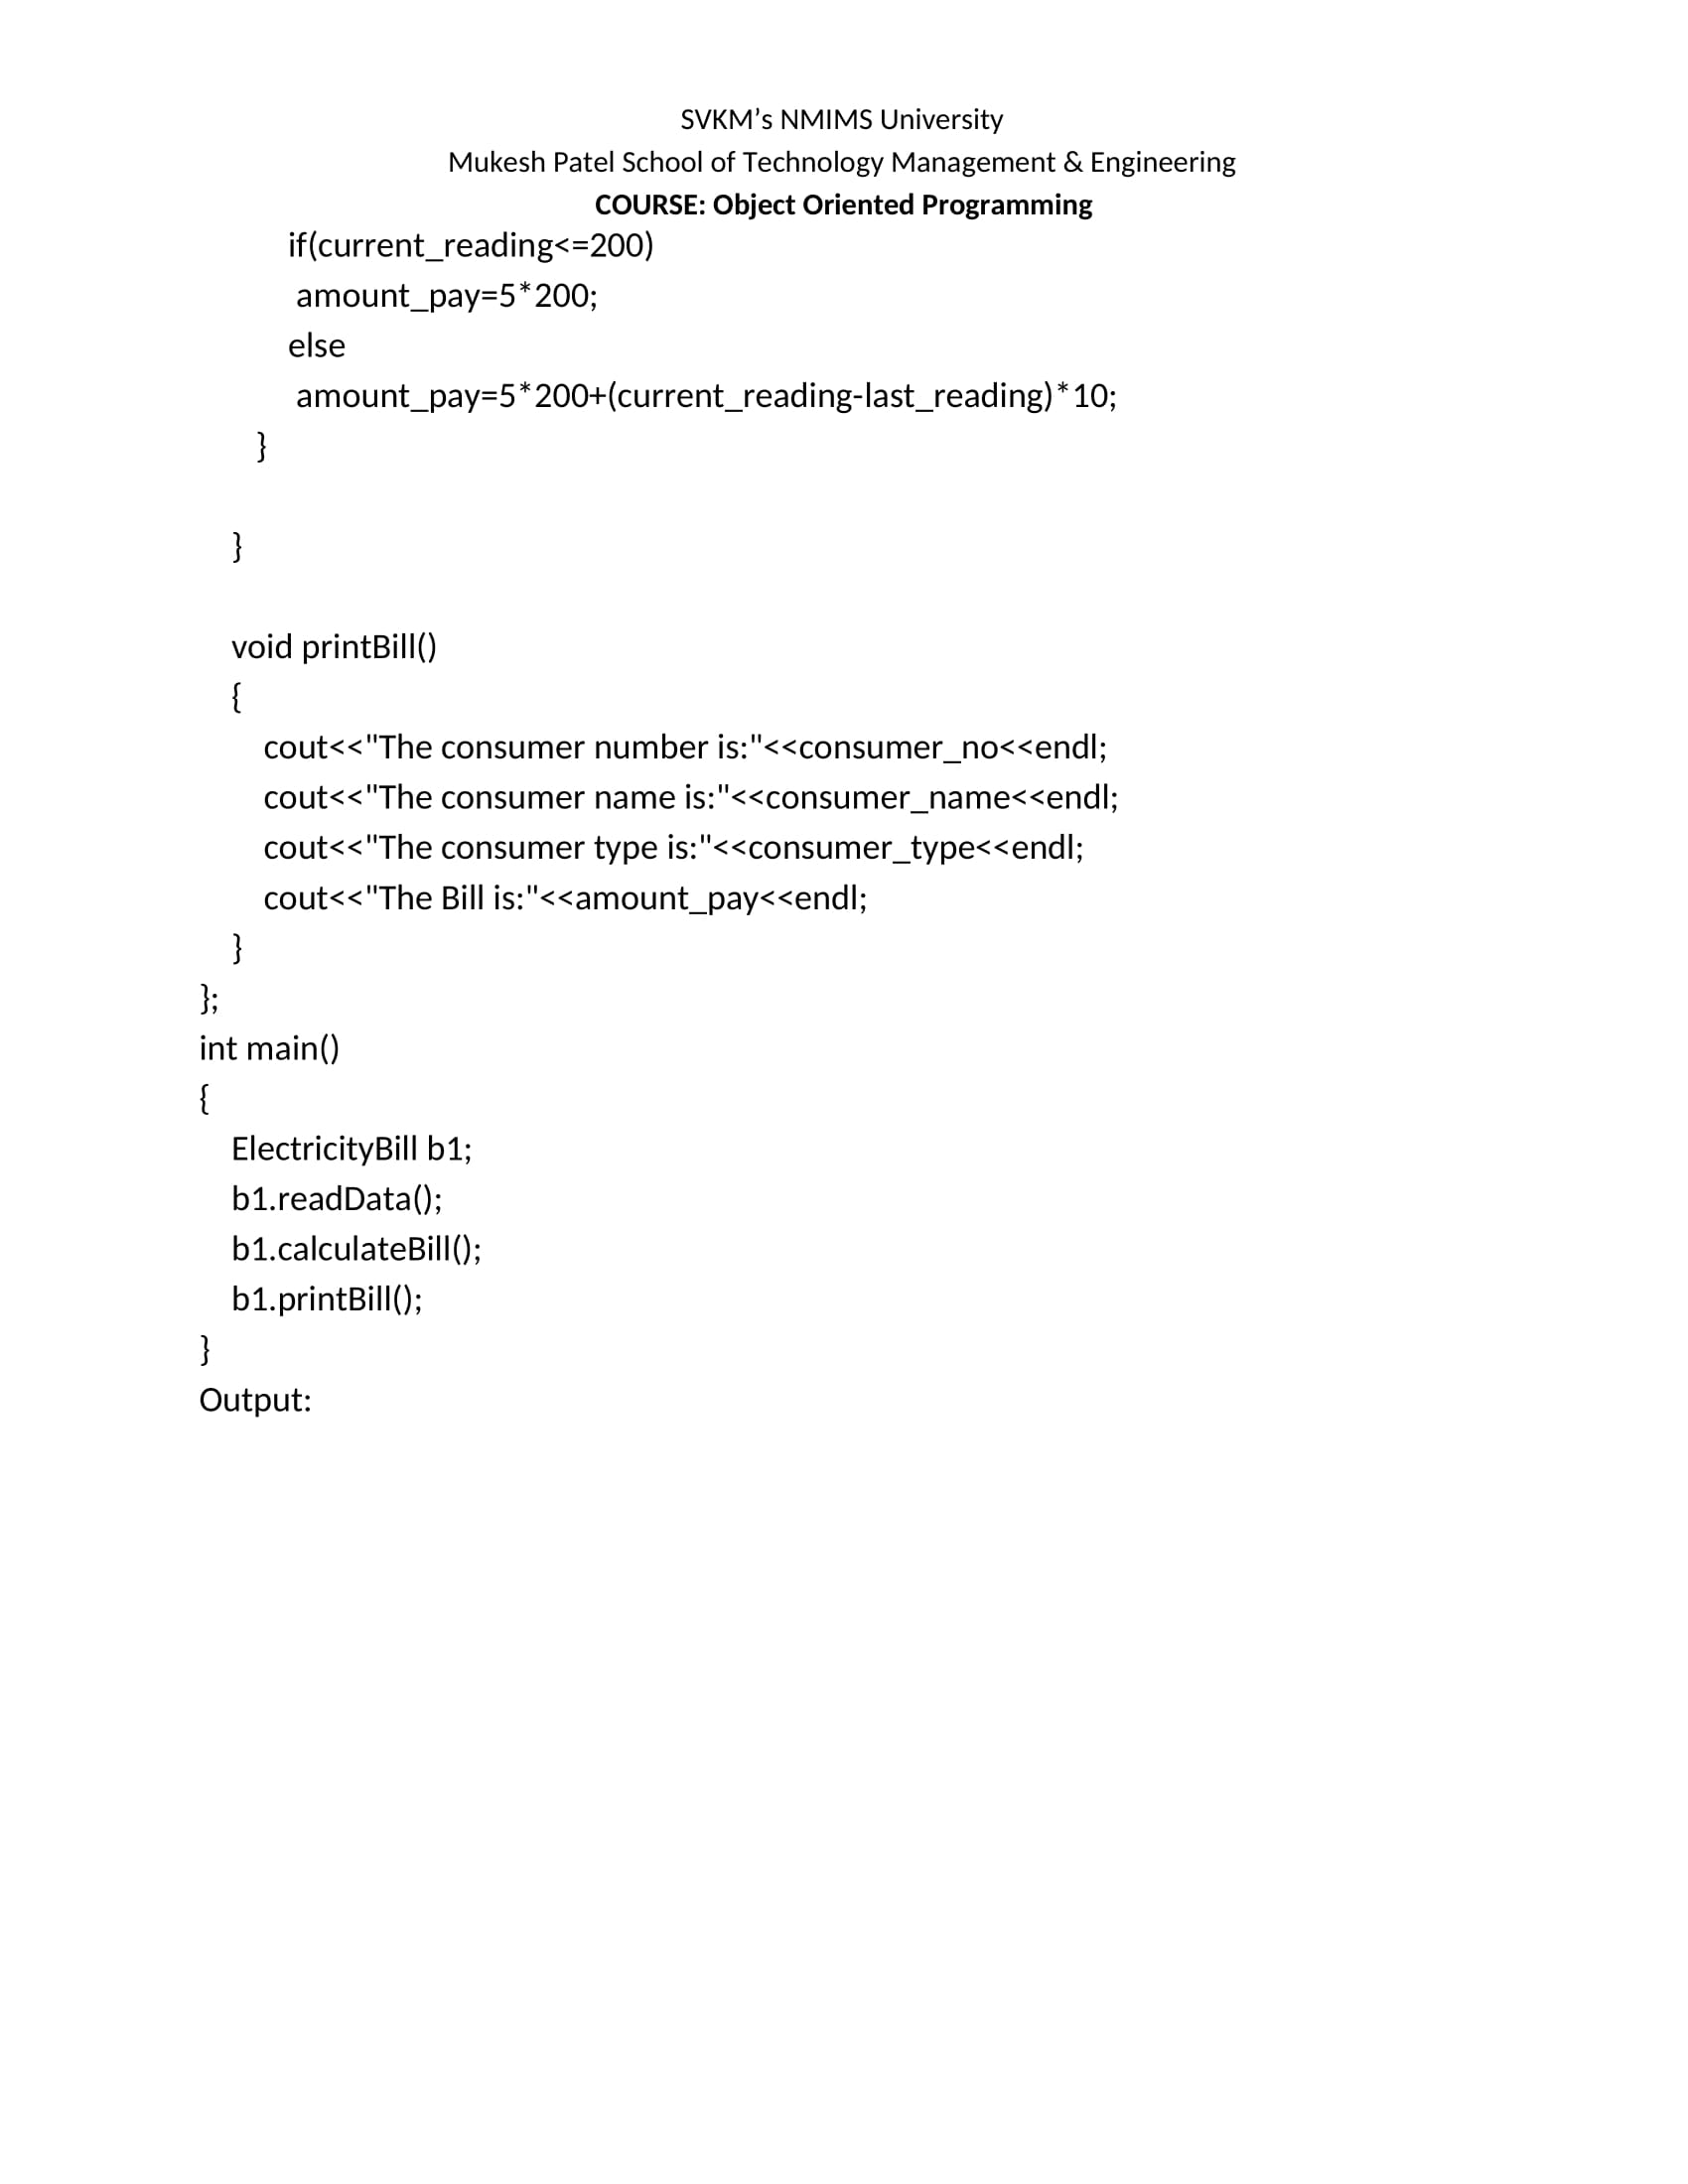 SVKM’s NMIMS University
Mukesh Patel School of Technology Management & Engineering
COURSE: Object Oriented Programming
if(current_reading<=200)
amount_pay=5*200;
else
amount_pay=5*200+(current_reading-last_reading)*10;
}
}
void printBill()
{
cout<<"The consumer number is:"<<consumer_no<<endl;
cout<<"The consumer name is:"<<consumer_name<<endl;
cout<<"The consumer type is:"<<consumer_type<<endl;
cout<<"The Bill is:"<<amount_pay<<endl;
}
};
int main()
{
ElectricityBill b1;
b1.readData();
b1.calculateBill();
b1.printBill();
}
Output: